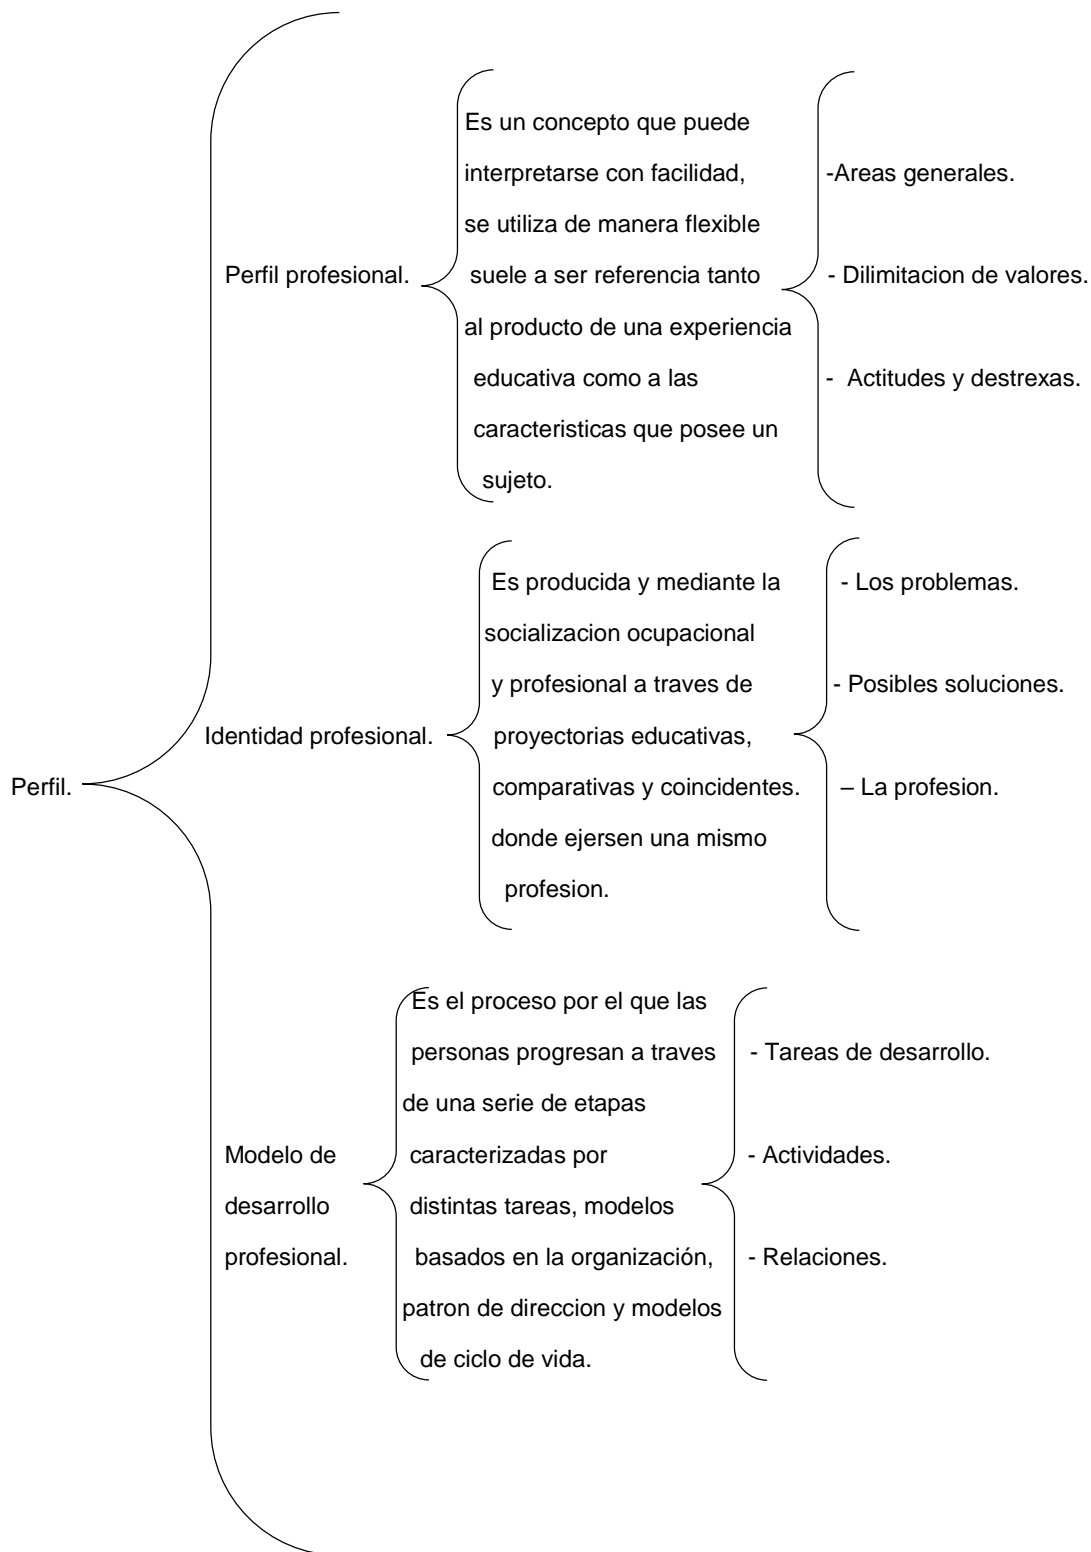 Perfil.
Perfil profesional.
Es un concepto que puede
interpretarse con facilidad,
se utiliza de manera flexible
suele a ser referencia tanto
al producto de una experiencia
educativa como a las
caracteristicas que posee un
sujeto.
-Areas generales.
- Dilimitacion de valores.
- Actitudes y destrexas.
Identidad profesional.
Es producida y mediante la
socializacion ocupacional
y profesional a traves de
proyectorias educativas,
comparativas y coincidentes.
donde ejersen una mismo
profesion.
- Los problemas.
- Posibles soluciones.
– La profesion.
Modelo de
desarrollo
profesional.
Es el proceso por el que las
personas progresan a traves
de una serie de etapas
caracterizadas por
distintas tareas, modelos
basados en la organización,
patron de direccion y modelos
de ciclo de vida.
- Tareas de desarrollo.
- Actividades.
- Relaciones.